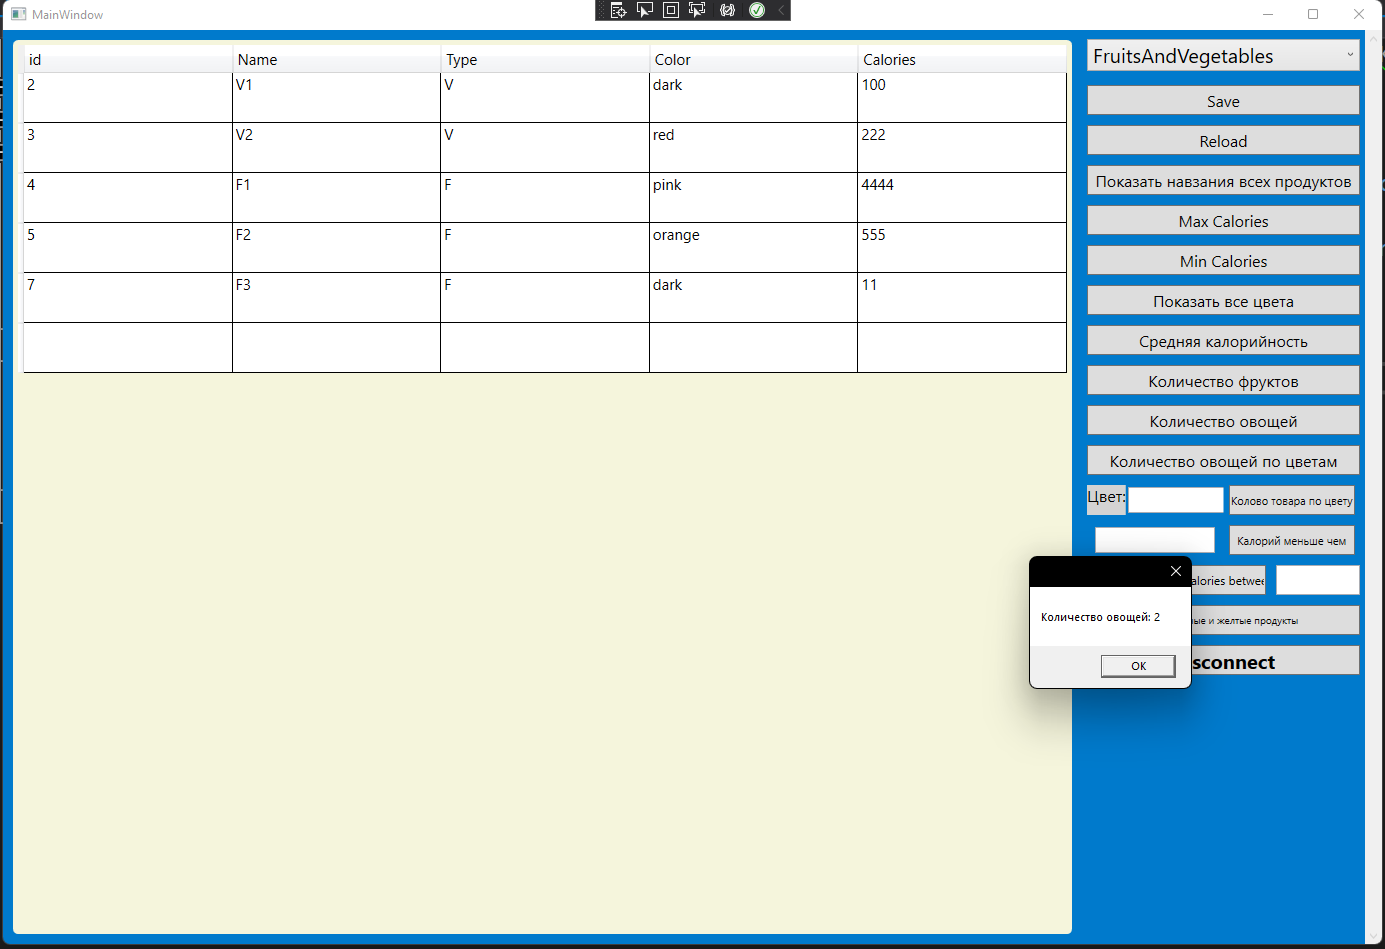 MainWindow
id Name Type Color Calories
2 V1 V dark 100
3 V2 V red 222
4 F1 F pink 4444
5 F2 F orange 555
7 F3 F dark 11
FruitsAndVegetables
Save
Reload
Показать навзания всех продуктов
Max Calories
Min Calories
Показать все цвета
Средняя калорийность
Количество фруктов
Количество овощей
Количество овощей по цветам
Цвет: Колово товара по цвету
Калорий меньше чем
alories betwee
ные и желтые продукты
sconnect
Количество овощей: 2
OK